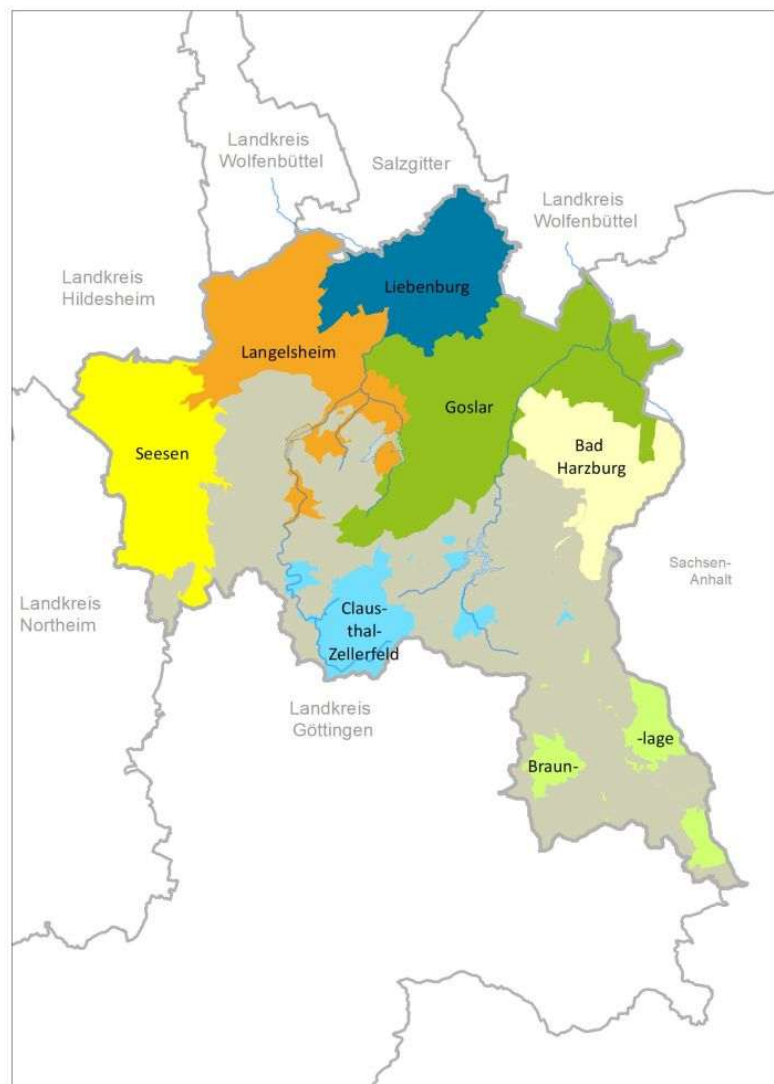 Landkreis
Wolfenbüttel
Salzgitter
Landkreis
Wolfenbüttel
Landkreis
Hildesheim
Liebenburg
Langelsheim
Goslar
Seesen
Bad
Harzburg
Sachsen-
Anhalt
Landkreis
Northeim
Claus-
thal-
Zellerfeld
Landkreis
Göttingen
-lage
Braun-